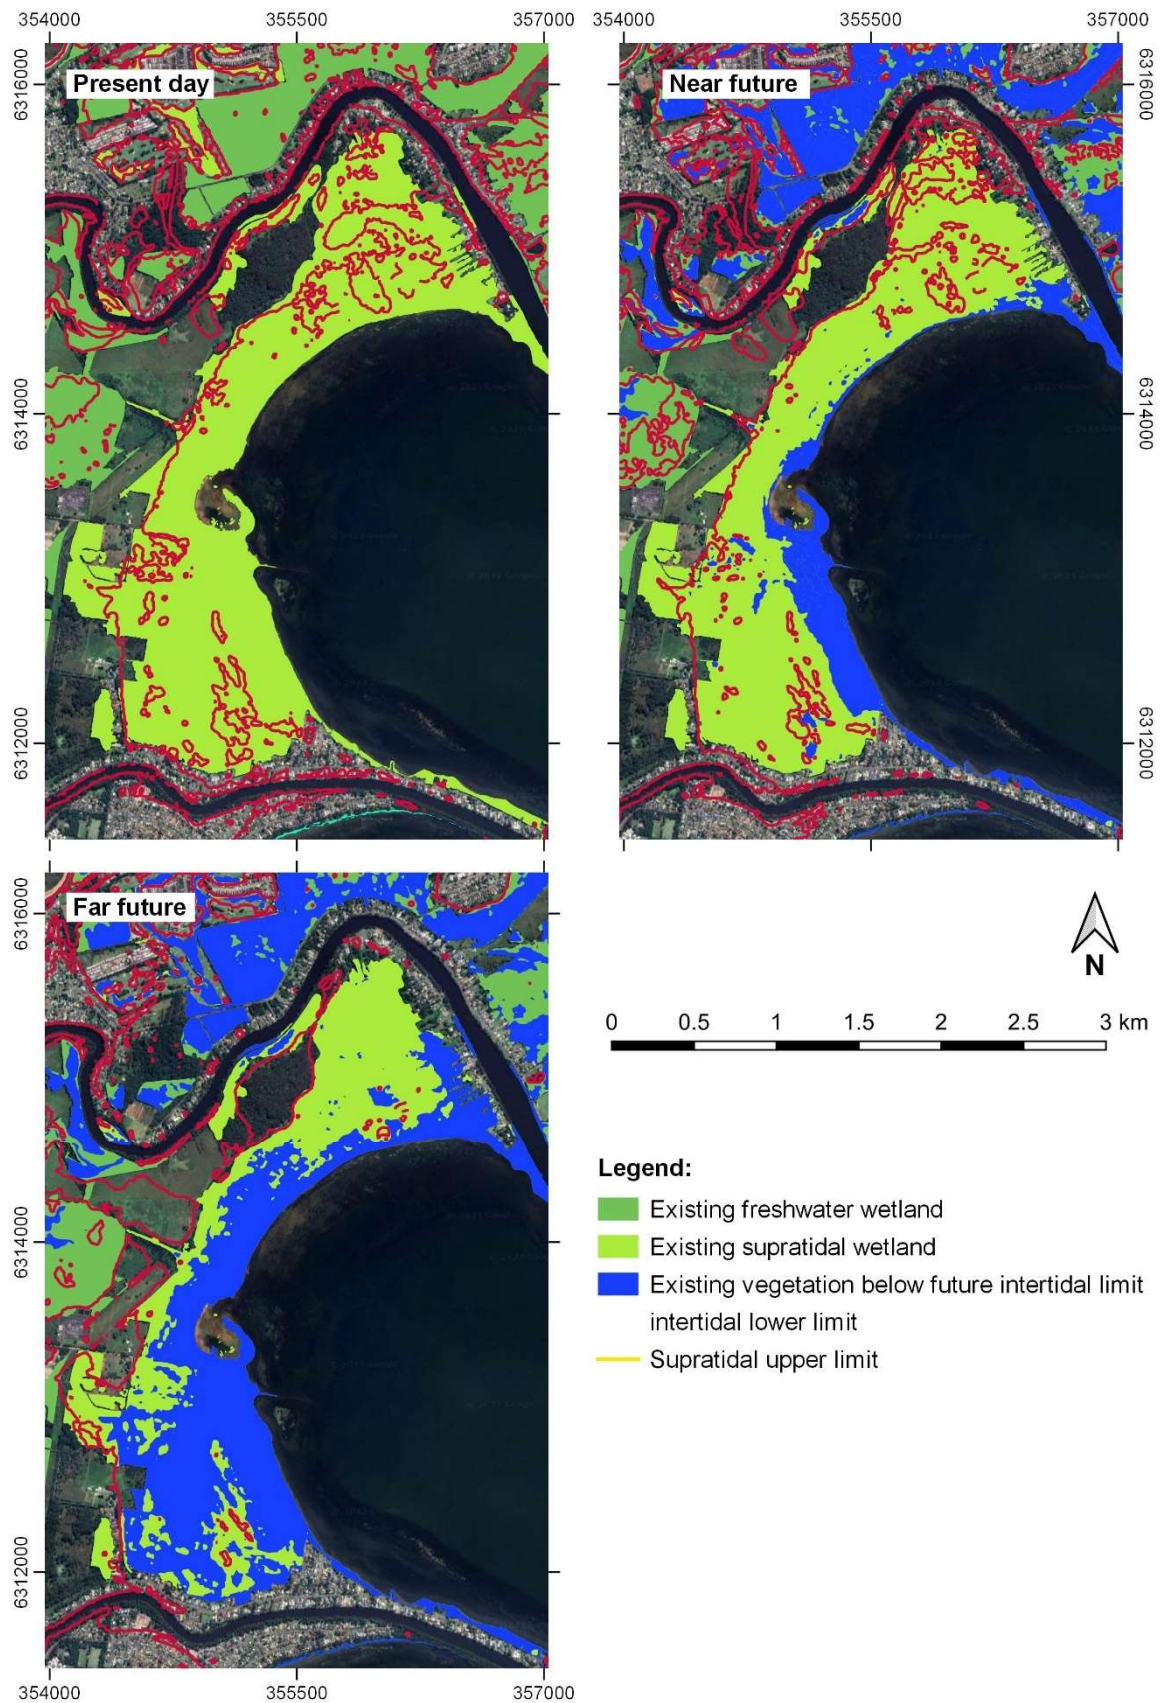 354000 355500 357000 354000 355500 357000
Present day
Near future
6316000
6316000
6314000
6314000
6312000
6312000
Far future
6316000
6314000
6312000
354000 355500 357000
N
0 0.5 1 1.5 2 2.5 3 km
Legend:
Existing freshwater wetland
Existing supratidal wetland
Existing vegetation below future intertidal limit
intertidal lower limit
Supratidal upper limit